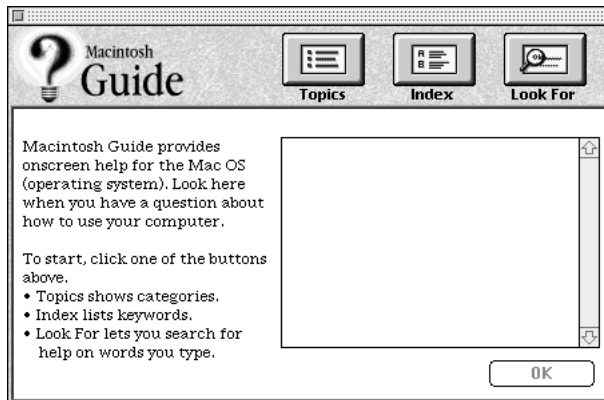 Macintosh
Guide
Topics
Index
Look For
Macintosh Guide provides
onscreen help for the Mac OS
(operating system). Look here
when you have a question about
how to use your computer.
To start, click one of the buttons
above.
• Topics shows categories.
• Index lists keywords.
• Look For lets you search for
help on words you type.
OK